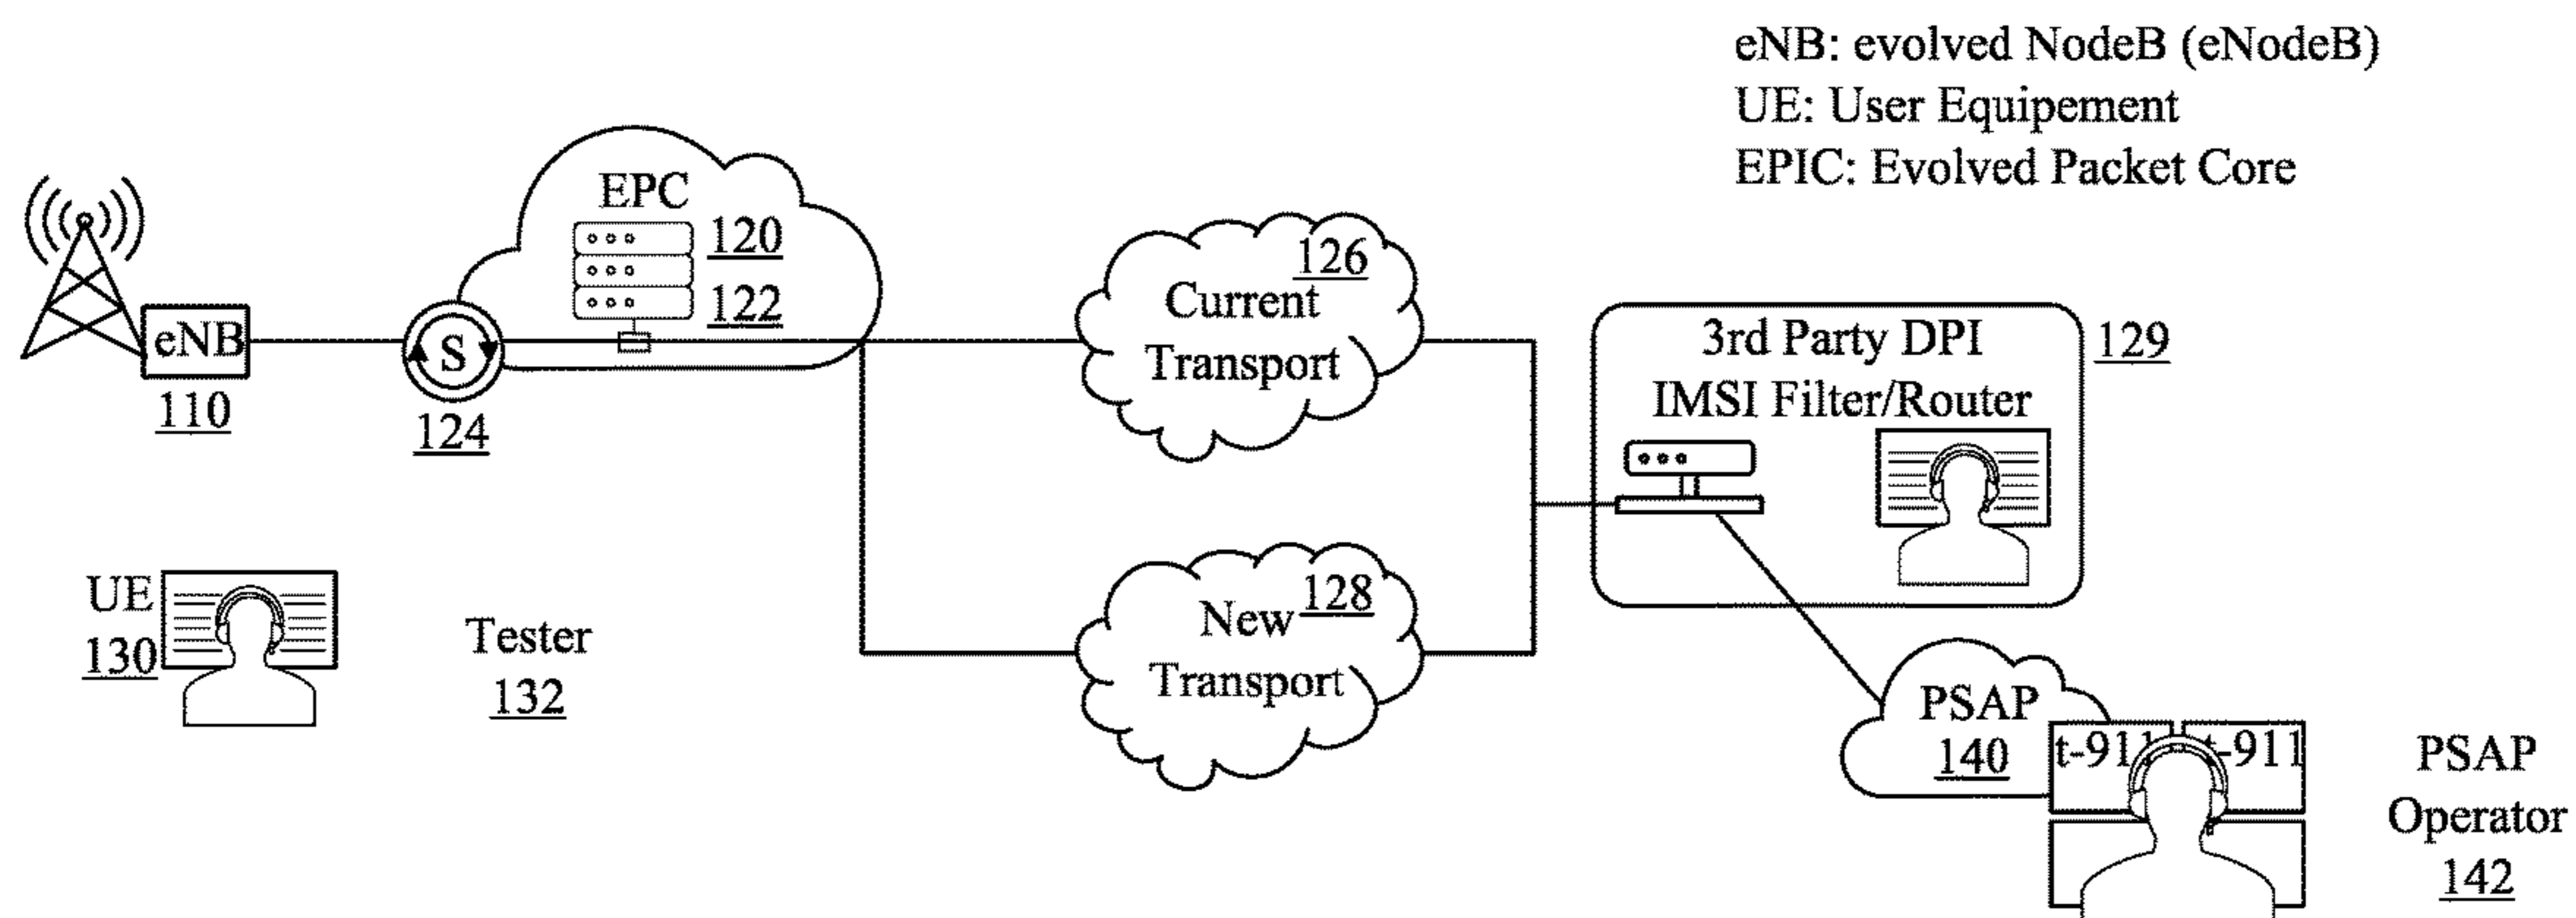 eNB: evolved NodeB (eNodeB)
UE: User Equipement
EPIC: Evolved Packet Core
EPC
120
122
eNB
110
S
124
126
Current
Transport
128
New
Transport
3rd Party DPI
IMSI Filter/Router
129
UE
130
Tester
132
PSAP
140
t-911 t-911
PSAP
Operator
142